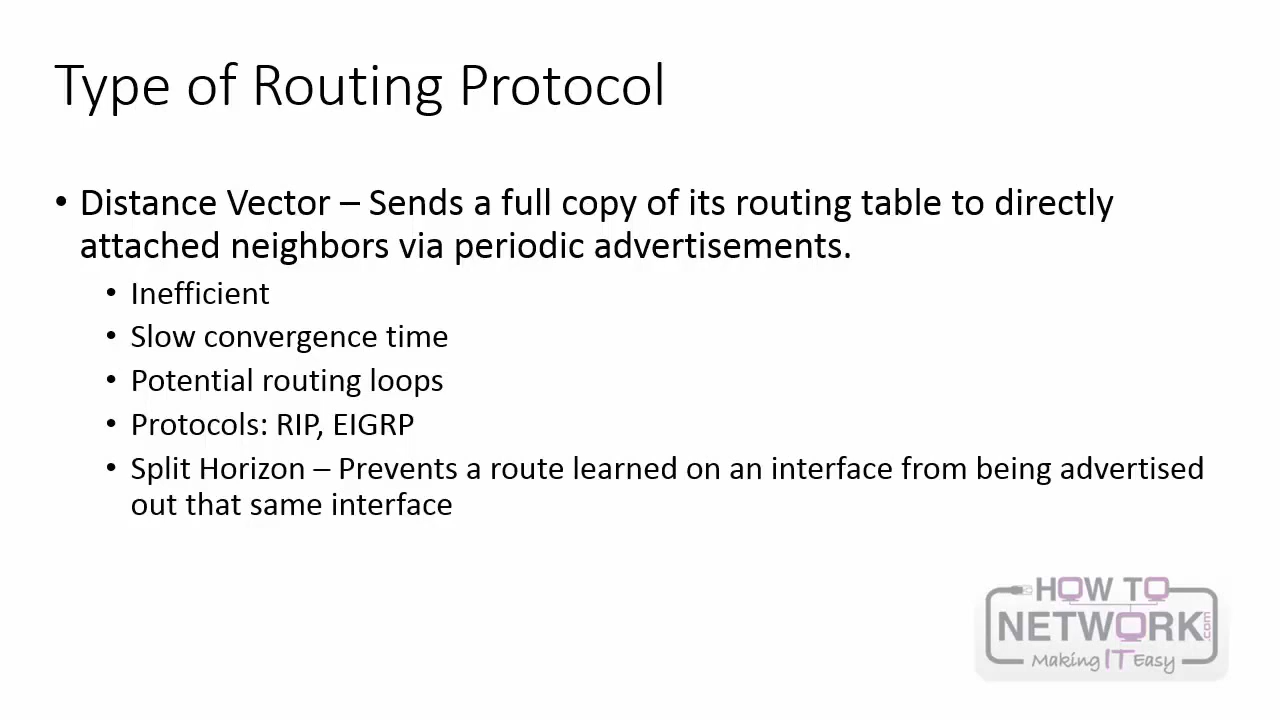 Type of Routing Protocol
• Distance Vector – Sends a full copy of its routing table to directly
attached neighbors via periodic advertisements.
• Inefficient
• Slow convergence time
• Potential routing loops
• Protocols: RIP, EIGRP
• Split Horizon – Prevents a route learned on an interface from being advertised
out that same interface
HOW TO
NETWORK.com
Making IT Easy